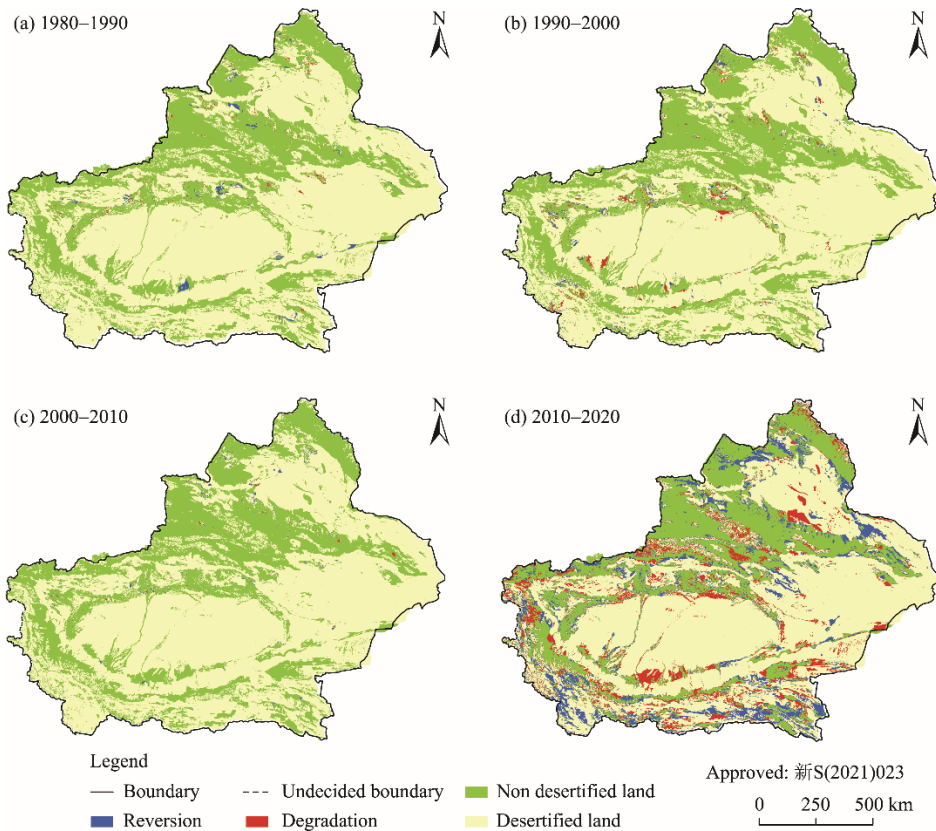 (a) 1980–1990
N
(b) 1990–2000
N
(c) 2000–2010
N
(d) 2010–2020
N
Legend
Boundary
Undecided boundary
Non desertified land
Reversion
Degradation
Desertified land
Approved: 新S(2021)023
0 250 500 km